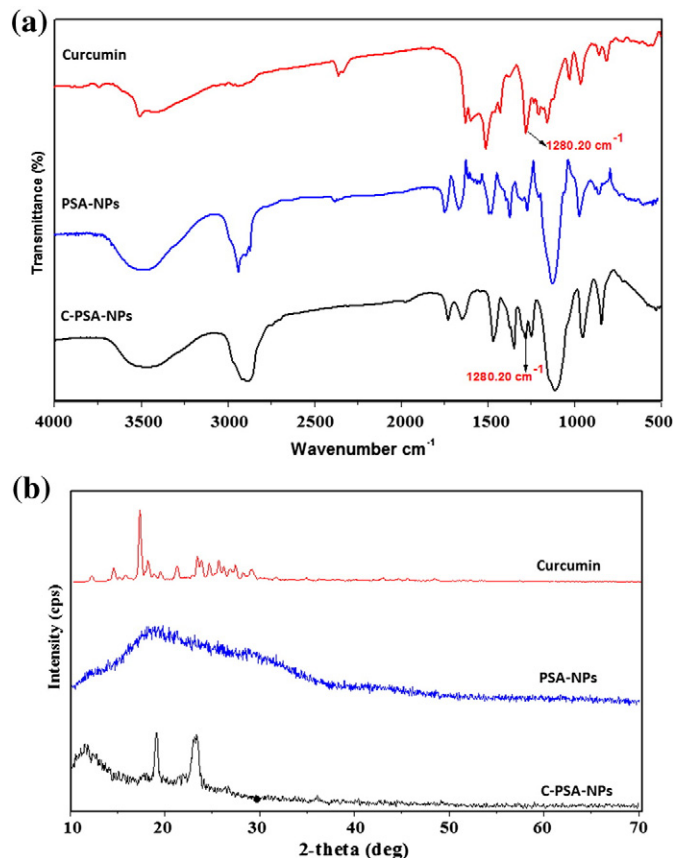 (a)
Curcumin
1280.20 cm-1
PSA-NPs
C-PSA-NPs
1280.20 cm-1
Transmittance (%)
4000 3500 3000 2500 2000 1500 1000 500
Wavenumber cm-1
(b)
Curcumin
PSA-NPs
C-PSA-NPs
Intensity (cps)
10 20 30 40 50 60 70
2-theta (deg)